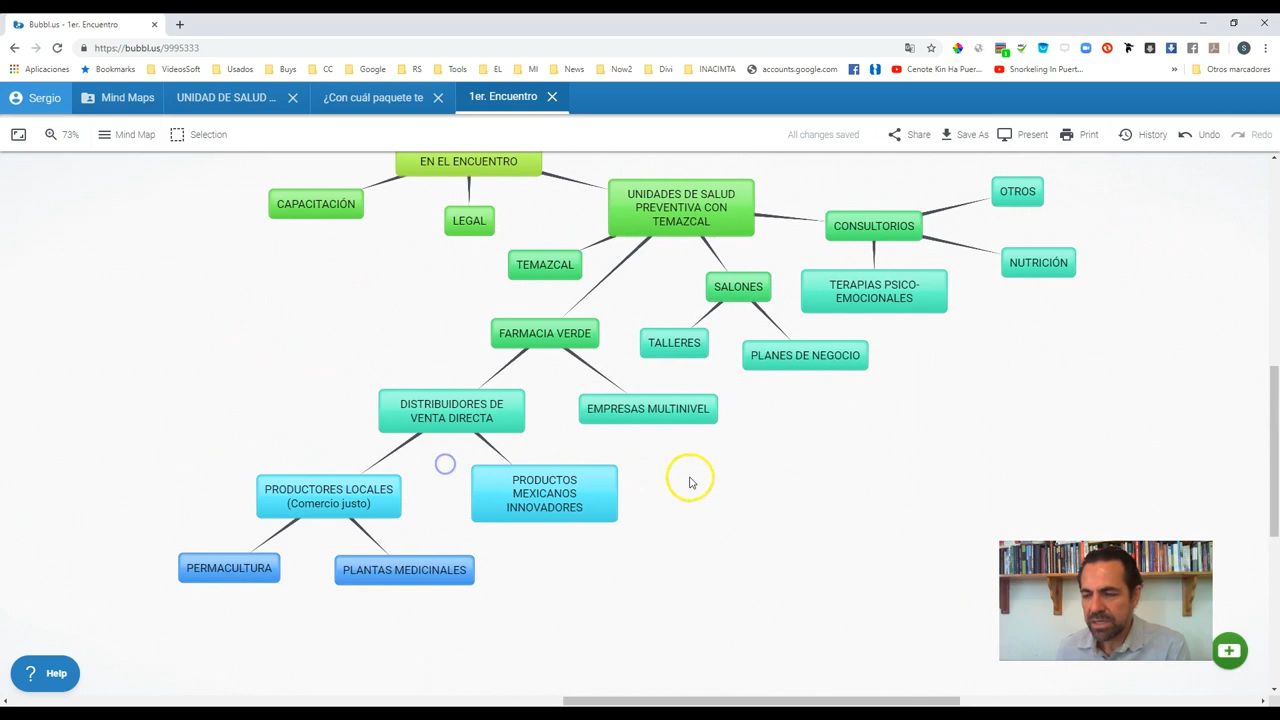 Bubbl.us - 1er. Encuentro
https://bubbl.us/9995333
Aplicaciones
Bookmarks
VideosSoft
Usados
Buys
CC
Google
RS
Tools
EL
MI
News
Now2
Divi
INACIMTA
accounts.google.com
Cenote Kin Ha Puer...
Snorkeling In Puert...
»
Otros marcadores
Sergio
Mind Maps
UNIDAD DE SALUD ...
¿Con cuál paquete te
1er. Encuentro
73%
Mind Map
Selection
All changes saved
Share
Save As
Present
Print
History
Undo
Redo
EN EL ENCUENTRO
CAPACITACIÓN
LEGAL
UNIDADES DE SALUD
PREVENTIVA CON
TEMAZCAL
CONSULTORIOS
OTROS
NUTRICIÓN
TERAPIAS PSICO-
EMOCIONALES
TEMAZCAL
SALONES
TALLERES
PLANES DE NEGOCIO
FARMACIA VERDE
DISTRIBUIDORES DE
VENTA DIRECTA
EMPRESAS MULTINIVEL
PRODUCTORES LOCALES
(Comercio justo)
PRODUCTOS
MEXICANOS
INNOVADORES
PERMACULTURA
PLANTAS MEDICINALES
? Help